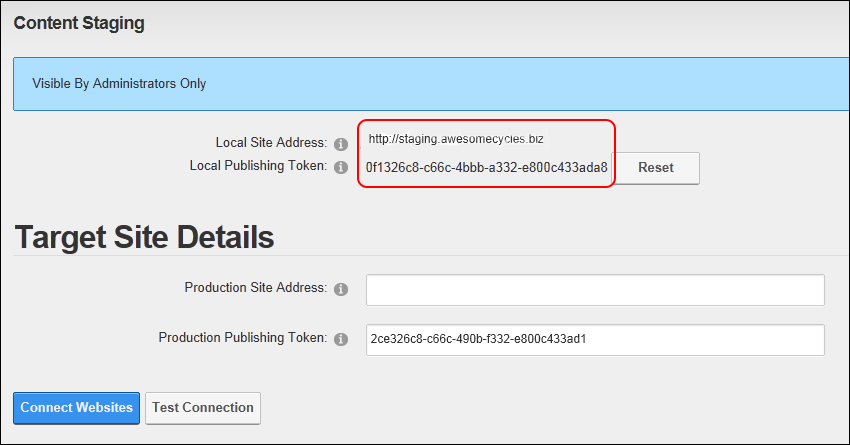 Content Staging
Visible By Administrators Only
Local Site Address: http://staging.awesomecycles.biz
Local Publishing Token: 0f1326c8-c66c-4bbb-a332-e800c433ada8 Reset
Target Site Details
Production Site Address:
Production Publishing Token: 2ce326c8-c66c-490b-f332-e800c433ad1
Connect Websites Test Connection